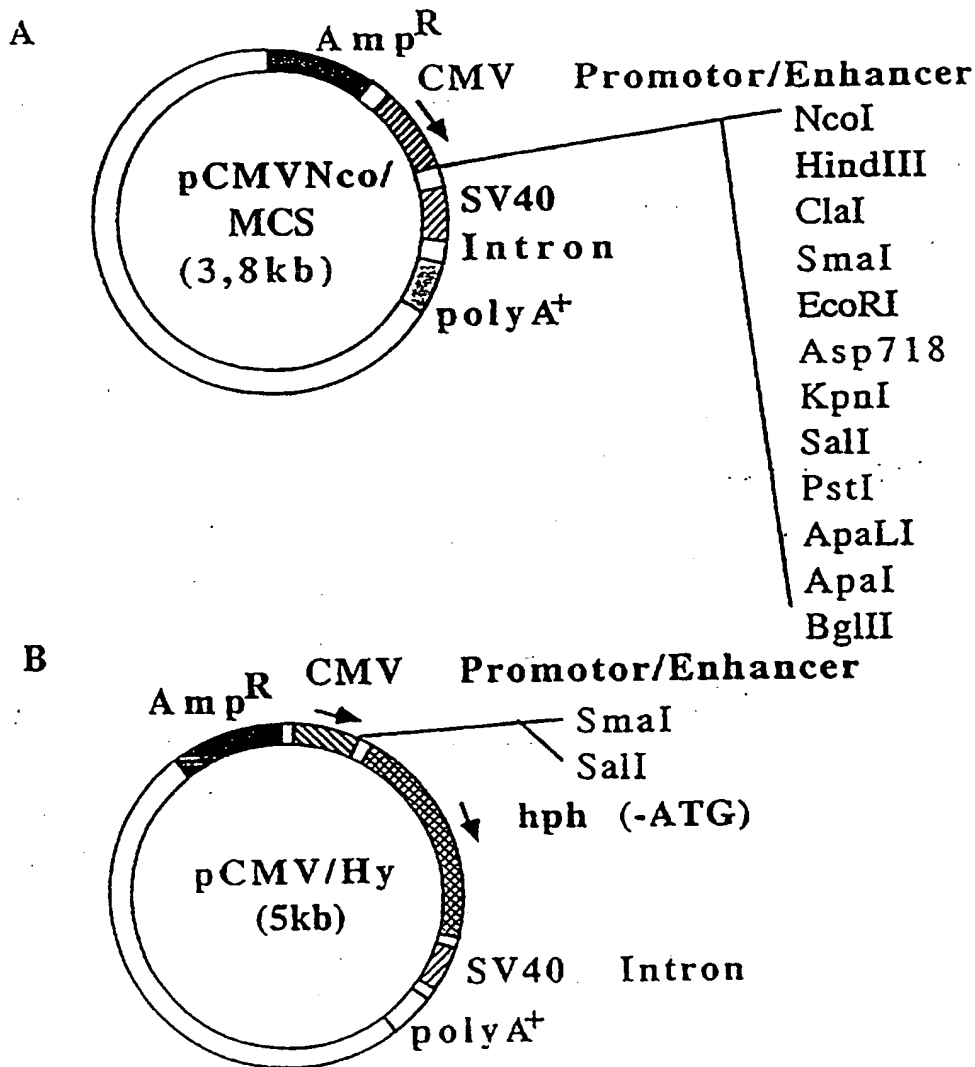 A
AmpR
CMV Promotor/Enhancer
NcoI
HindIII
ClaI
SmaI
EcoRI
Asp718
KpnI
SalI
PstI
ApaLI
ApaI
BglII
pCMVNco/
MCS
(3,8kb)
SV40
Intron
polyA+
B
AmpR
CMV Promotor/Enhancer
SmaI
SalI
hph (-ATG)
pCMV/Hy
(5kb)
SV40 Intron
polyA+